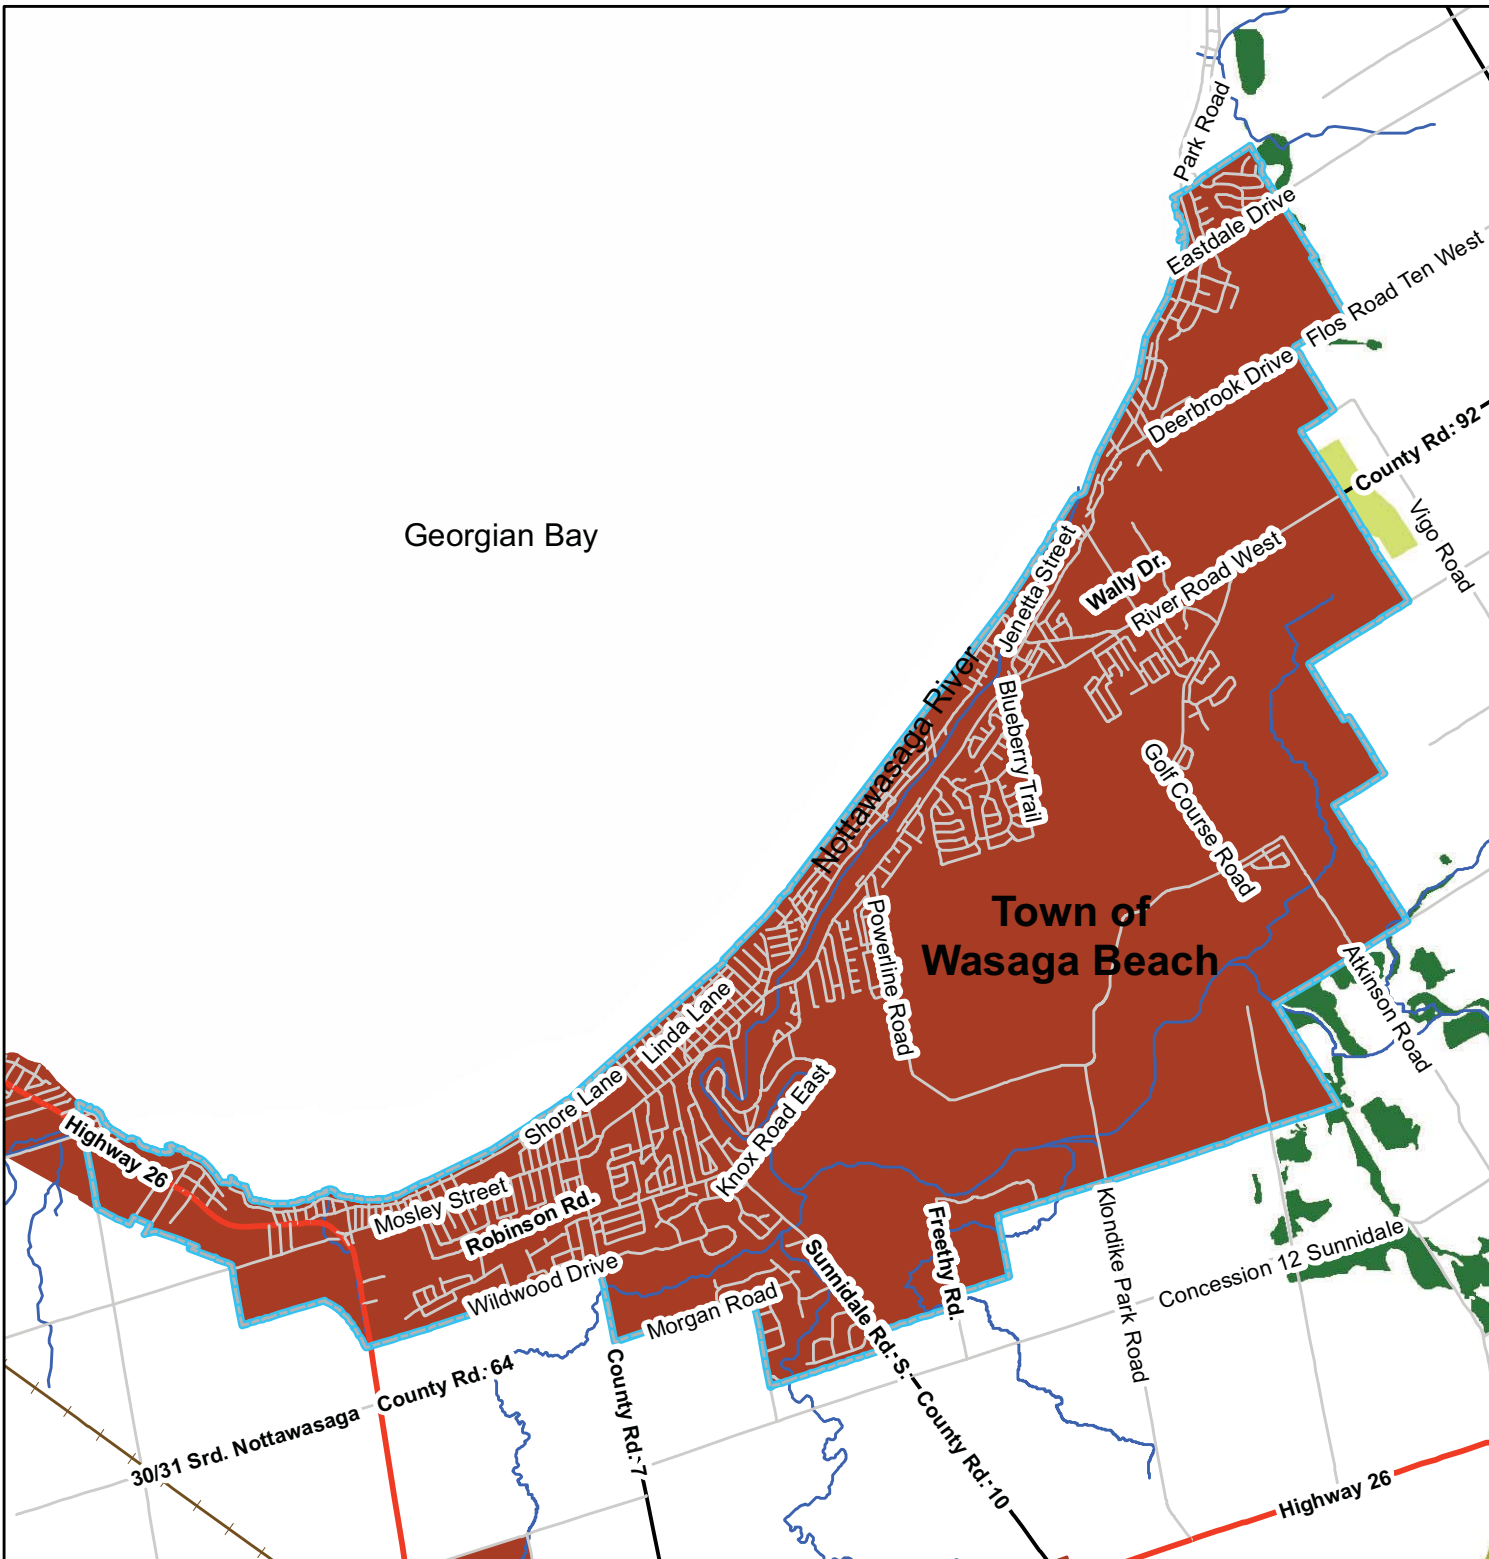 Park Road
Eastdale Drive
Flos Road Ten West
Deerbrook Drive
County Rd: 92
Vigo Road
Georgian Bay
Jenetta Street
Wally Dr.
River Road West
Nottawasaga River
Blueberry Trail
Golf Course Road
Town of
Wasaga Beach
Powerline Road
Atkinson Road
Linda Lane
Shore Lane
Knox Road East
Highway 26
Mosley Street
Robinson Rd.
Wildwood Drive
Morgan Road
Sunnidale Rd. S.
Freethy Rd.
Klondike Park Road
Concession 12 Sunnidale
30/31 Srd. Nottawasaga
County Rd: 64
County Rd: 7
County Rd: 10
Highway 26